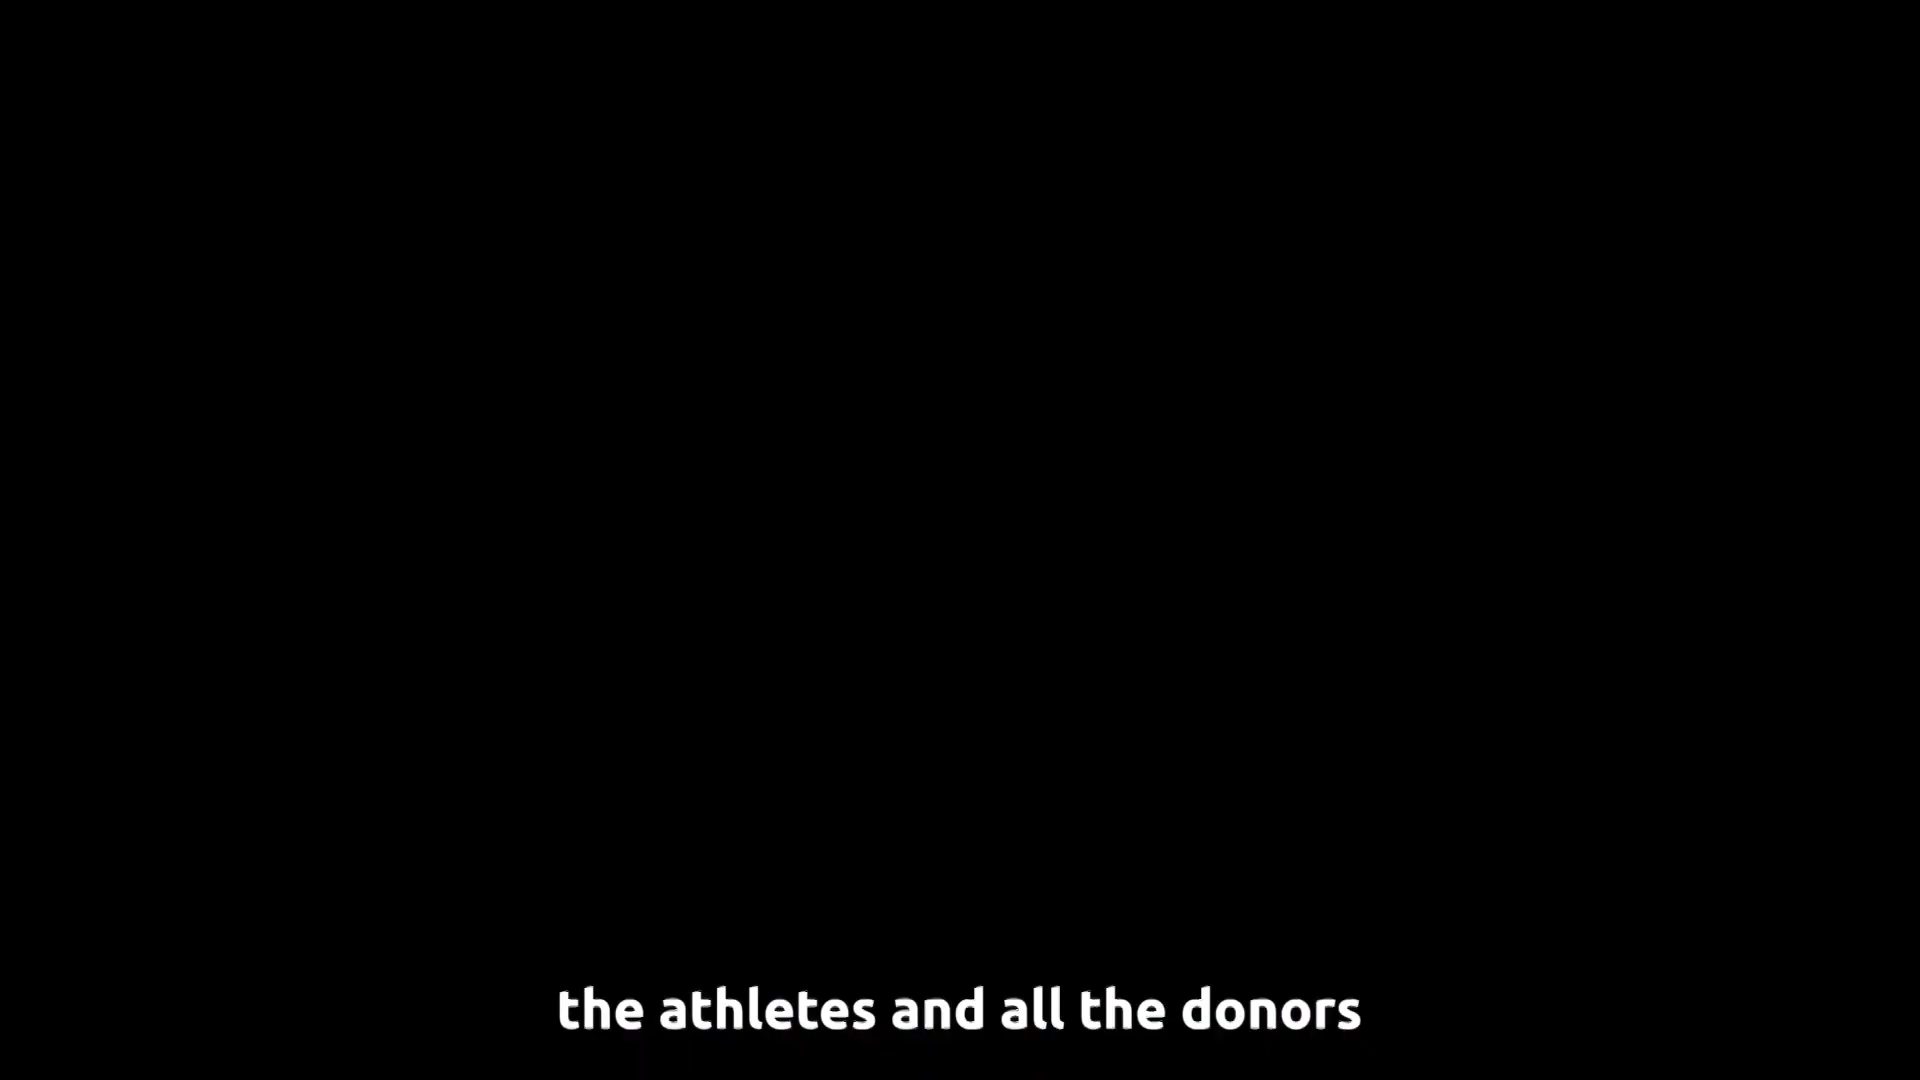 the athletes and all the donors